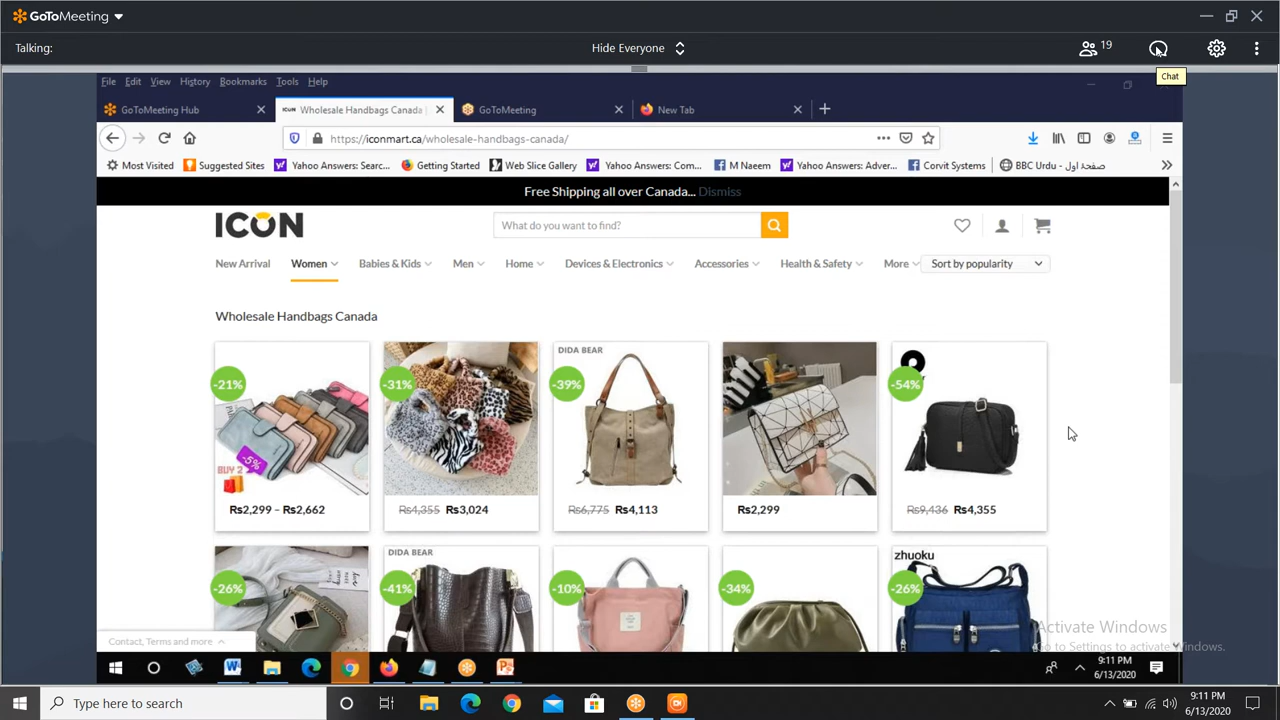 GoToMeeting
Talking:
Hide Everyone
19
Chat
File Edit View History Bookmarks Tools Help
GoToMeeting Hub
ICON Wholesale Handbags Canada
GoToMeeting
New Tab
https://iconmart.ca/wholesale-handbags-canada/
Most Visited Suggested Sites Yahoo Answers: Searc... Getting Started Web Slice Gallery Yahoo Answers: Com... M Naeem Yahoo Answers: Adver... Corvit Systems BBC Urdu - صفحۂ اول
Free Shipping all over Canada... Dismiss
ICON
What do you want to find?
New Arrival Women Babies & Kids Men Home Devices & Electronics Accessories Health & Safety More Sort by popularity
Wholesale Handbags Canada
-21%
-5%
BUY 2
Rs2,299 – Rs2,662
-31%
Rs4,355 Rs3,024
DIDA BEAR
-39%
Rs6,775 Rs4,113
Rs2,299
-54%
Rs9,436 Rs4,355
-26%
DIDA BEAR
-41%
-10%
-34%
zhuoku
-26%
Contact, Terms and more
Activate Windows
Go to Settings to activate Windows.
9:11 PM
6/13/2020
Type here to search
9:11 PM
6/13/2020